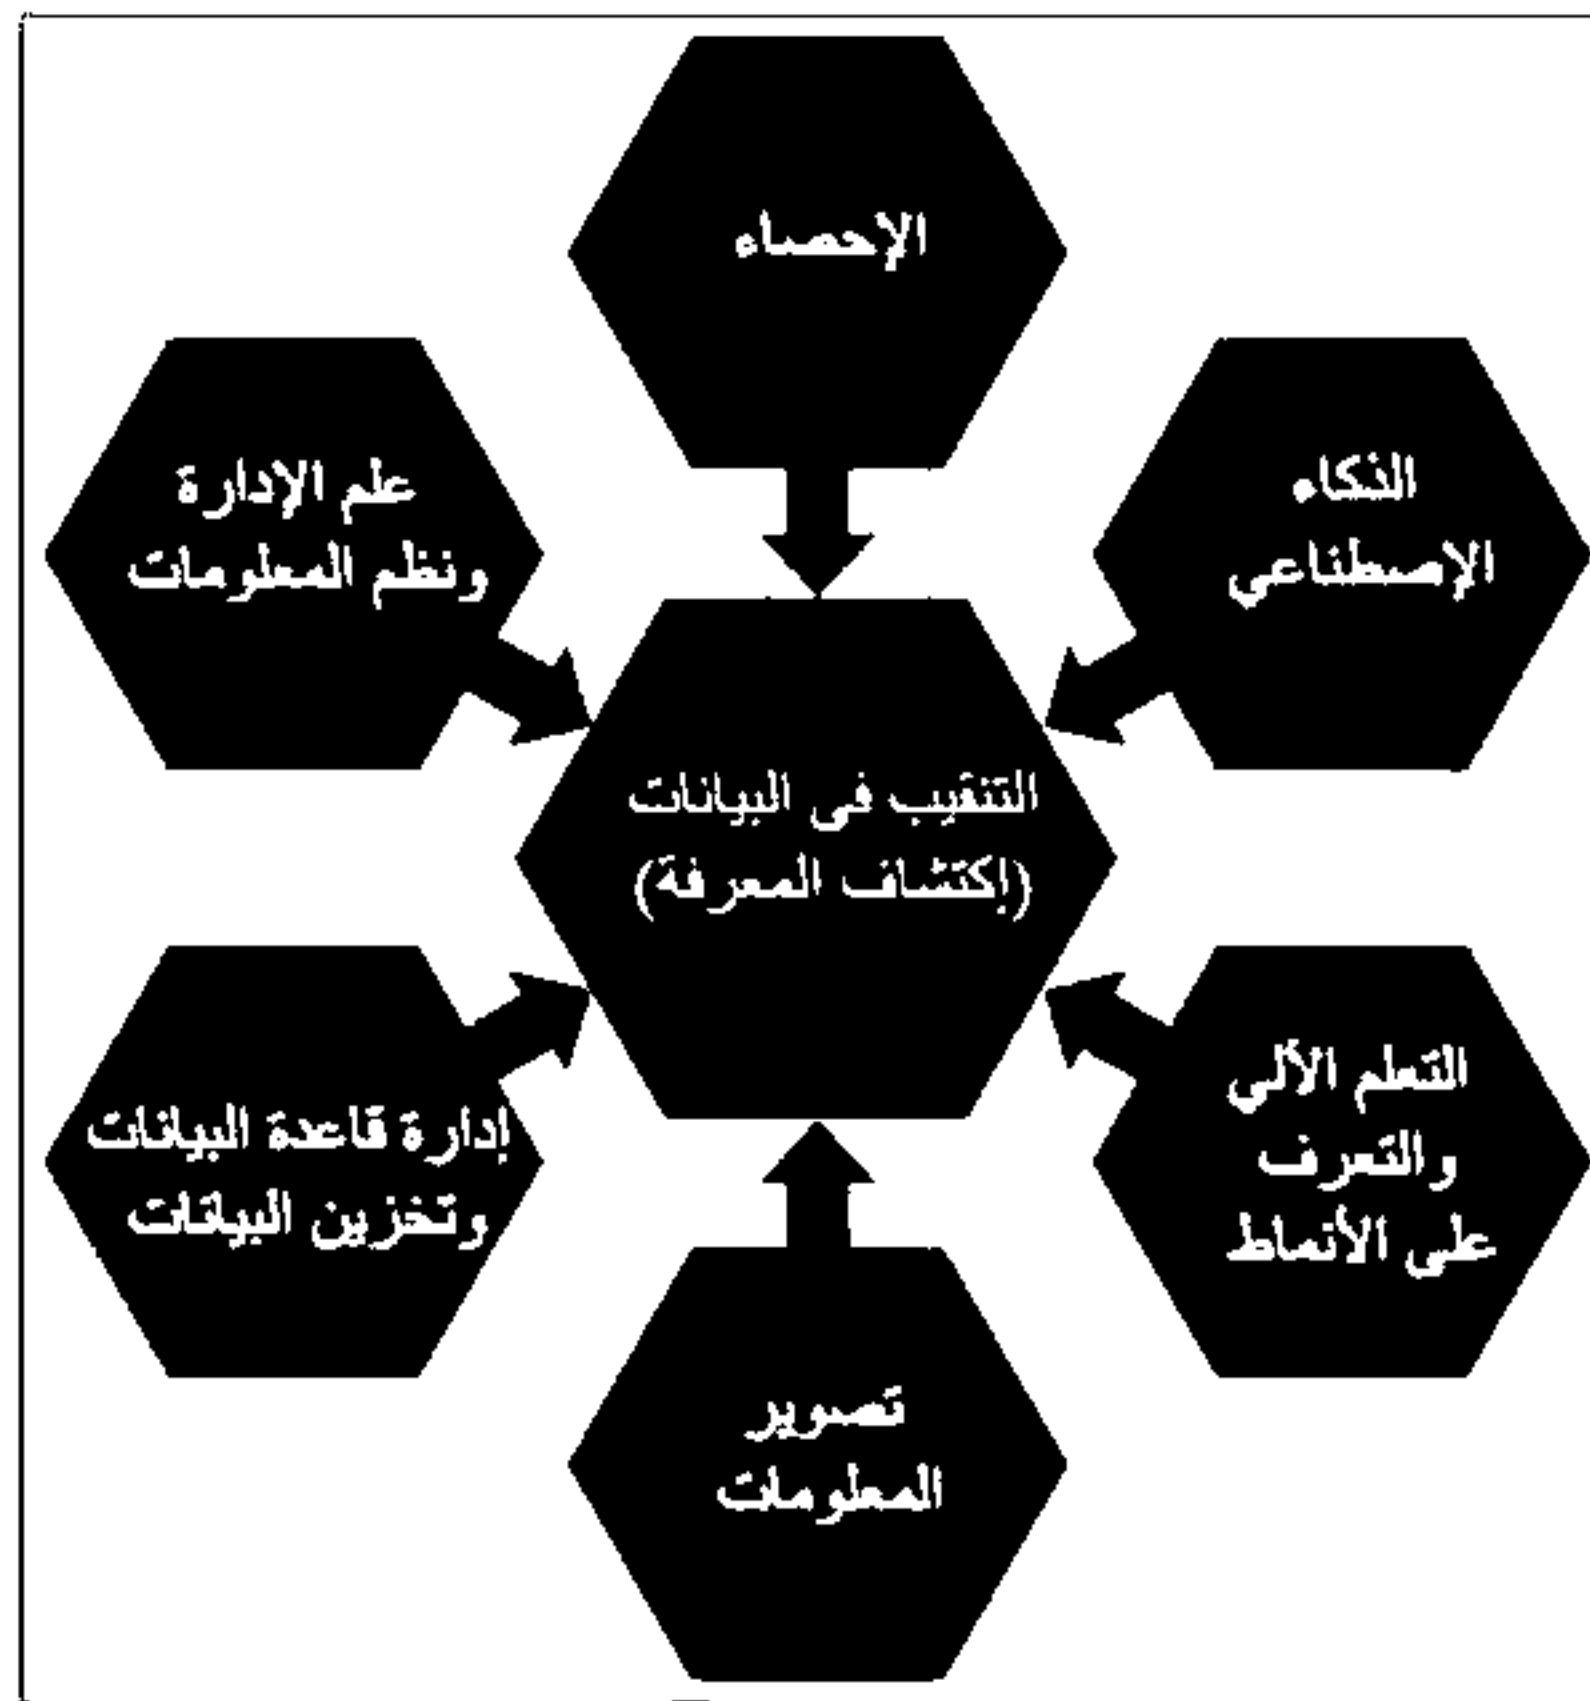 الإحصاء
الذكاء
الإصطناعي
علم الإدارة
ونظم المعلومات
التنقيب فى البيانات
(إكتشاف المعرفة)
التعلم الآلى
والتعرف
على الأنماط
إدارة قاعدة البيانات
وتخزين البيانات
تصوير
المعلومات